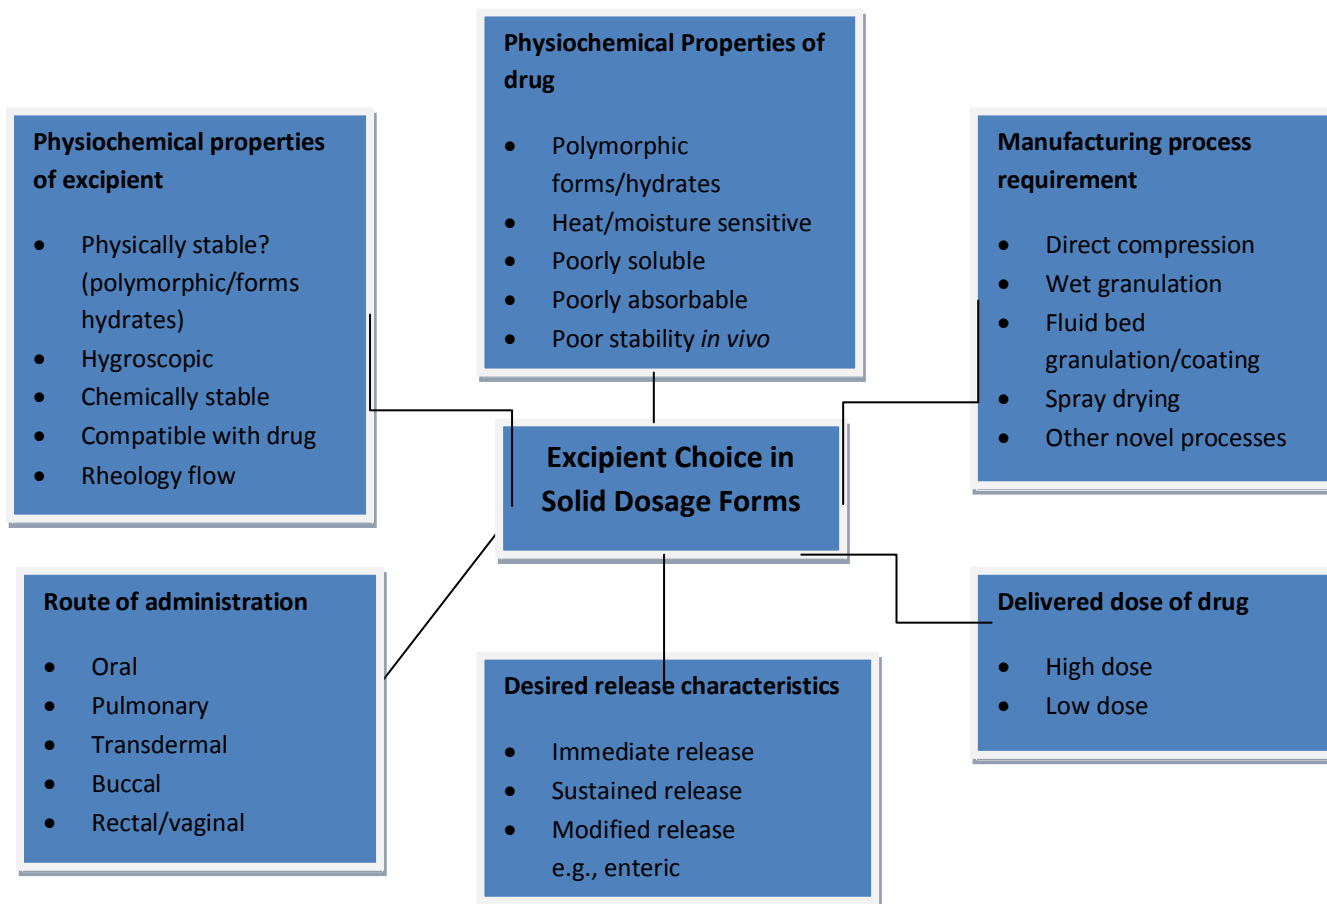 Physiochemical Properties of
drug
• Polymorphic
forms/hydrates
• Heat/moisture sensitive
• Poorly soluble
• Poorly absorbable
• Poor stability in vivo
Physiochemical properties
of excipient
• Physically stable?
(polymorphic/forms
hydrates)
• Hygroscopic
• Chemically stable
• Compatible with drug
• Rheology flow
Manufacturing process
requirement
• Direct compression
• Wet granulation
• Fluid bed
granulation/coating
• Spray drying
• Other novel processes
Excipient Choice in
Solid Dosage Forms
Route of administration
• Oral
• Pulmonary
• Transdermal
• Buccal
• Rectal/vaginal
Desired release characteristics
• Immediate release
• Sustained release
• Modified release
e.g., enteric
Delivered dose of drug
• High dose
• Low dose